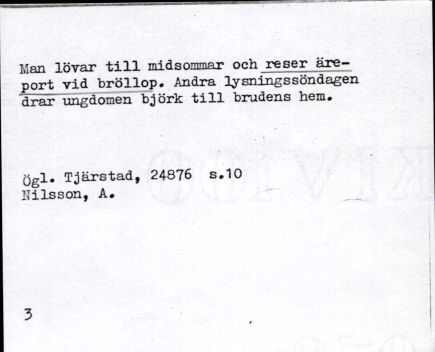 Man lövar till midsommar och reser äre-
port vid bröllop. Andra lysningssöndagen
drar ungdomen björk till brudens hem.
Ögl. Tjärstad, 24876 s.10
Nilsson, A.
3